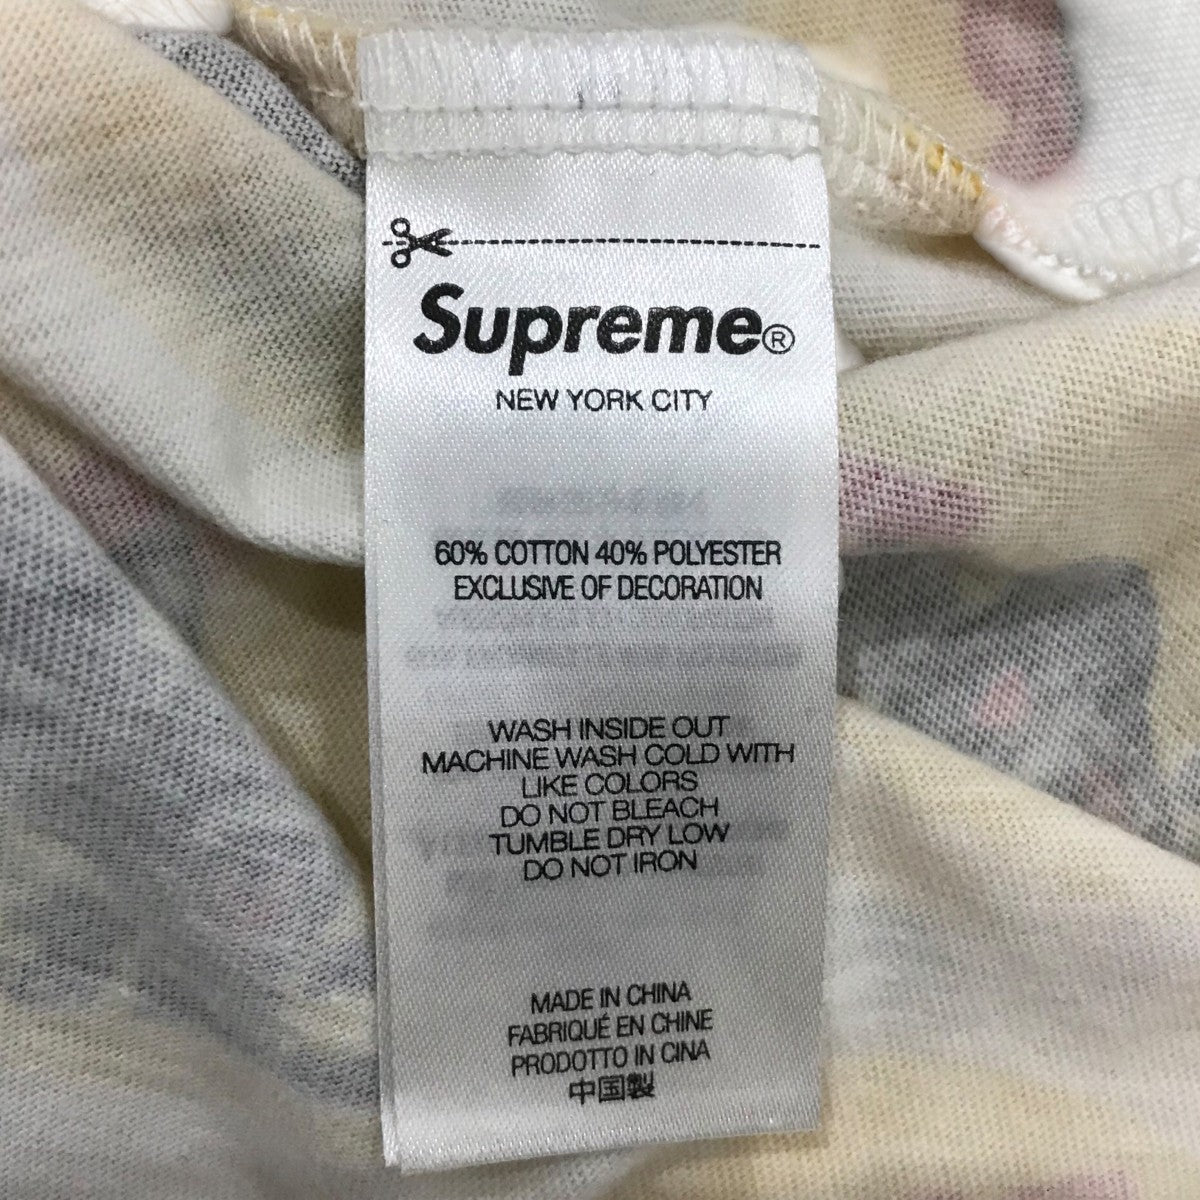 Supreme®
NEW YORK CITY
60% COTTON 40% POLYESTER
EXCLUSIVE OF DECORATION
WASH INSIDE OUT
MACHINE WASH COLD WITH
LIKE COLORS
DO NOT BLEACH
TUMBLE DRY LOW
DO NOT IRON
MADE IN CHINA
FABRIQUÉ EN CHINE
PRODOTTO IN CINA
中国製